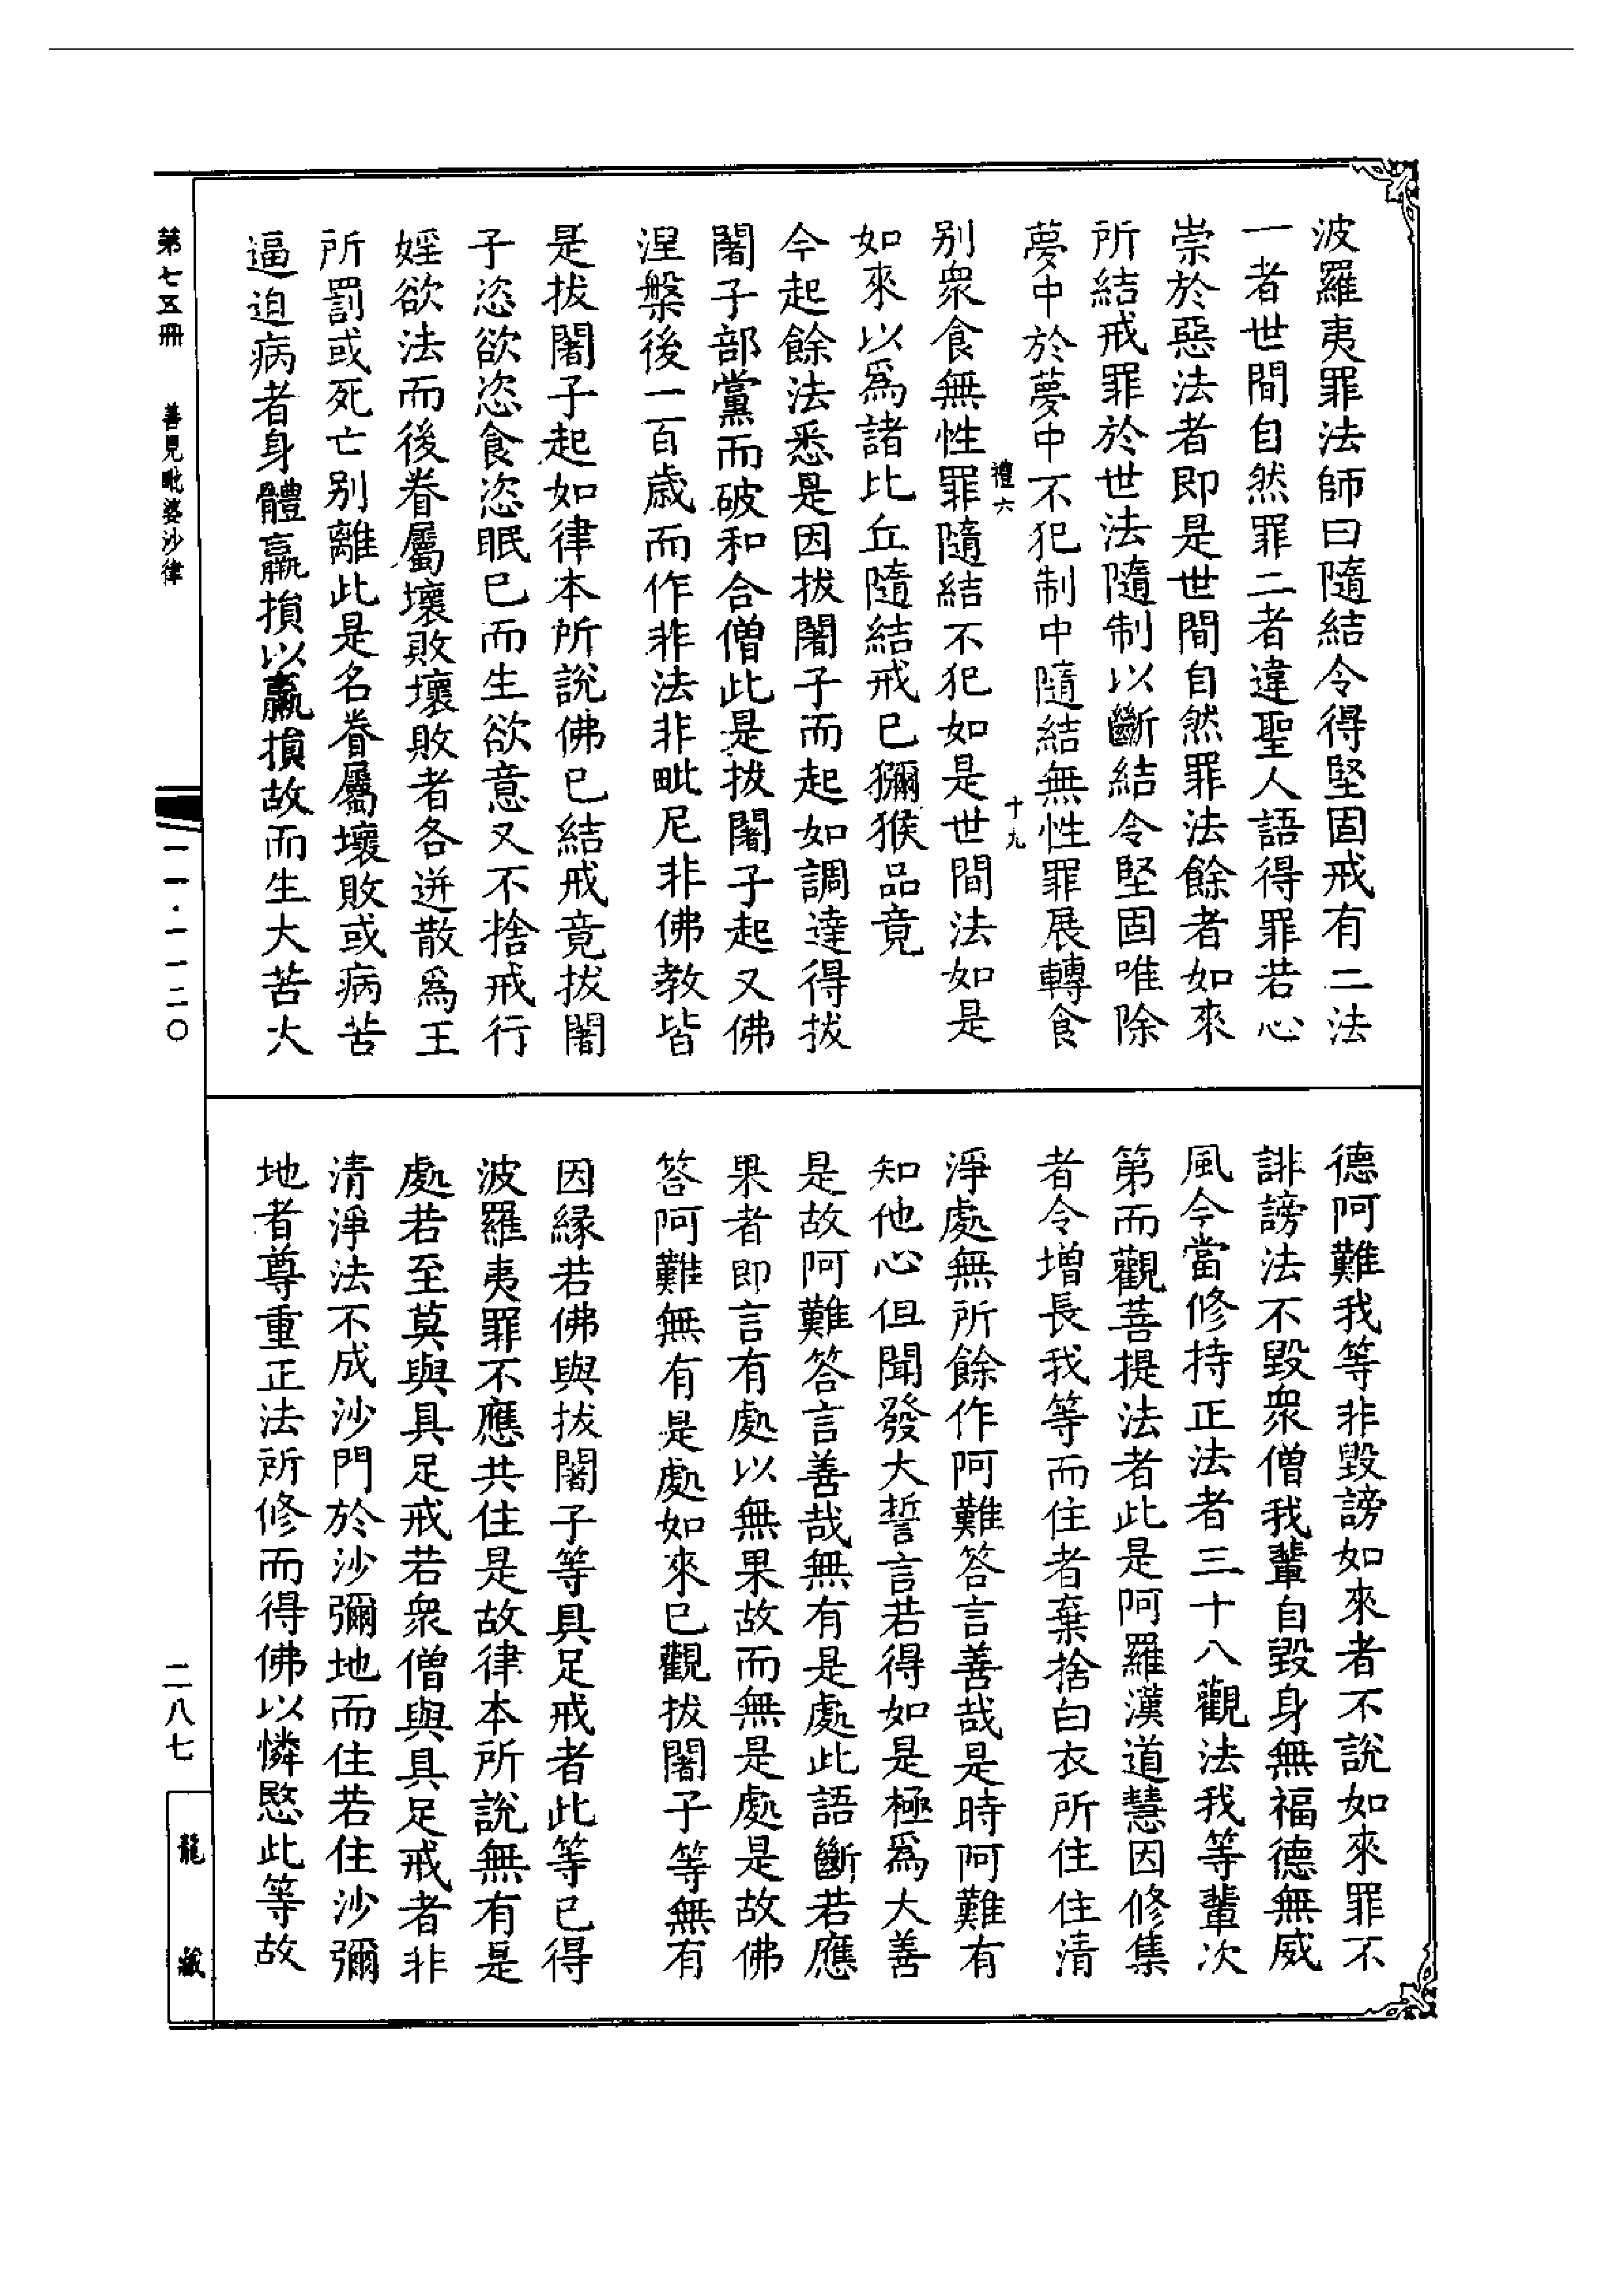 波羅夷罪法師曰隨結令得堅固戒有二法
一者世間自然罪二者違聖人語得罪若心
崇於惡法者即是世間自然罪法餘者如來
所結戒罪於世法隨制以斷結令堅固唯除
夢中於夢中不犯制中隨結無性罪展轉食
禮六
十九
別衆食無性罪隨結不犯如是世間法如是
如來以爲諸比丘隨結戒已獼猴品竟
今起餘法悉是因拔闍子而起如調達得拔
闍子部黨而破和合僧此是拔闍子起又佛
涅槃後一百歲而作非法非毗尼非佛教皆
是拔闍子起如律本所說佛已結戒竟拔闍
子恣欲恣食恣眠已而生欲意又不捨戒行
婬欲法而後眷屬壞敗壞敗者各迸散爲王
所罰或死亡別離此是名眷屬壞敗或病苦
逼迫病者身體羸損以羸損故而生大苦大
德阿難我等非毀謗如來者不說如來罪不
誹謗法不毀衆僧我輩自毀身無福德無威
風今當修持正法者三十八觀法我等輩次
第而觀菩提法者此是阿羅漢道慧因修集
者令增長我等而住者棄捨白衣所住住清
淨處無所餘作阿難答言善哉是時阿難有
知他心但聞發大誓言若得如是極爲大善
是故阿難答言善哉無有是處此語斷若應
果者即言有處以無果故而無是處是故佛
答阿難無有是處如來已觀拔闍子等無有
因緣若佛與拔闍子等具足戒者此等已得
波羅夷罪不應共住是故律本所說無有是
處若至莫與具足戒若衆僧與具足戒者非
清淨法不成沙門於沙彌地而住若住沙彌
地者尊重正法所修而得佛以憐愍此等故
第七五冊
善見毗婆沙律
一一·一一二〇
二八七
龍藏